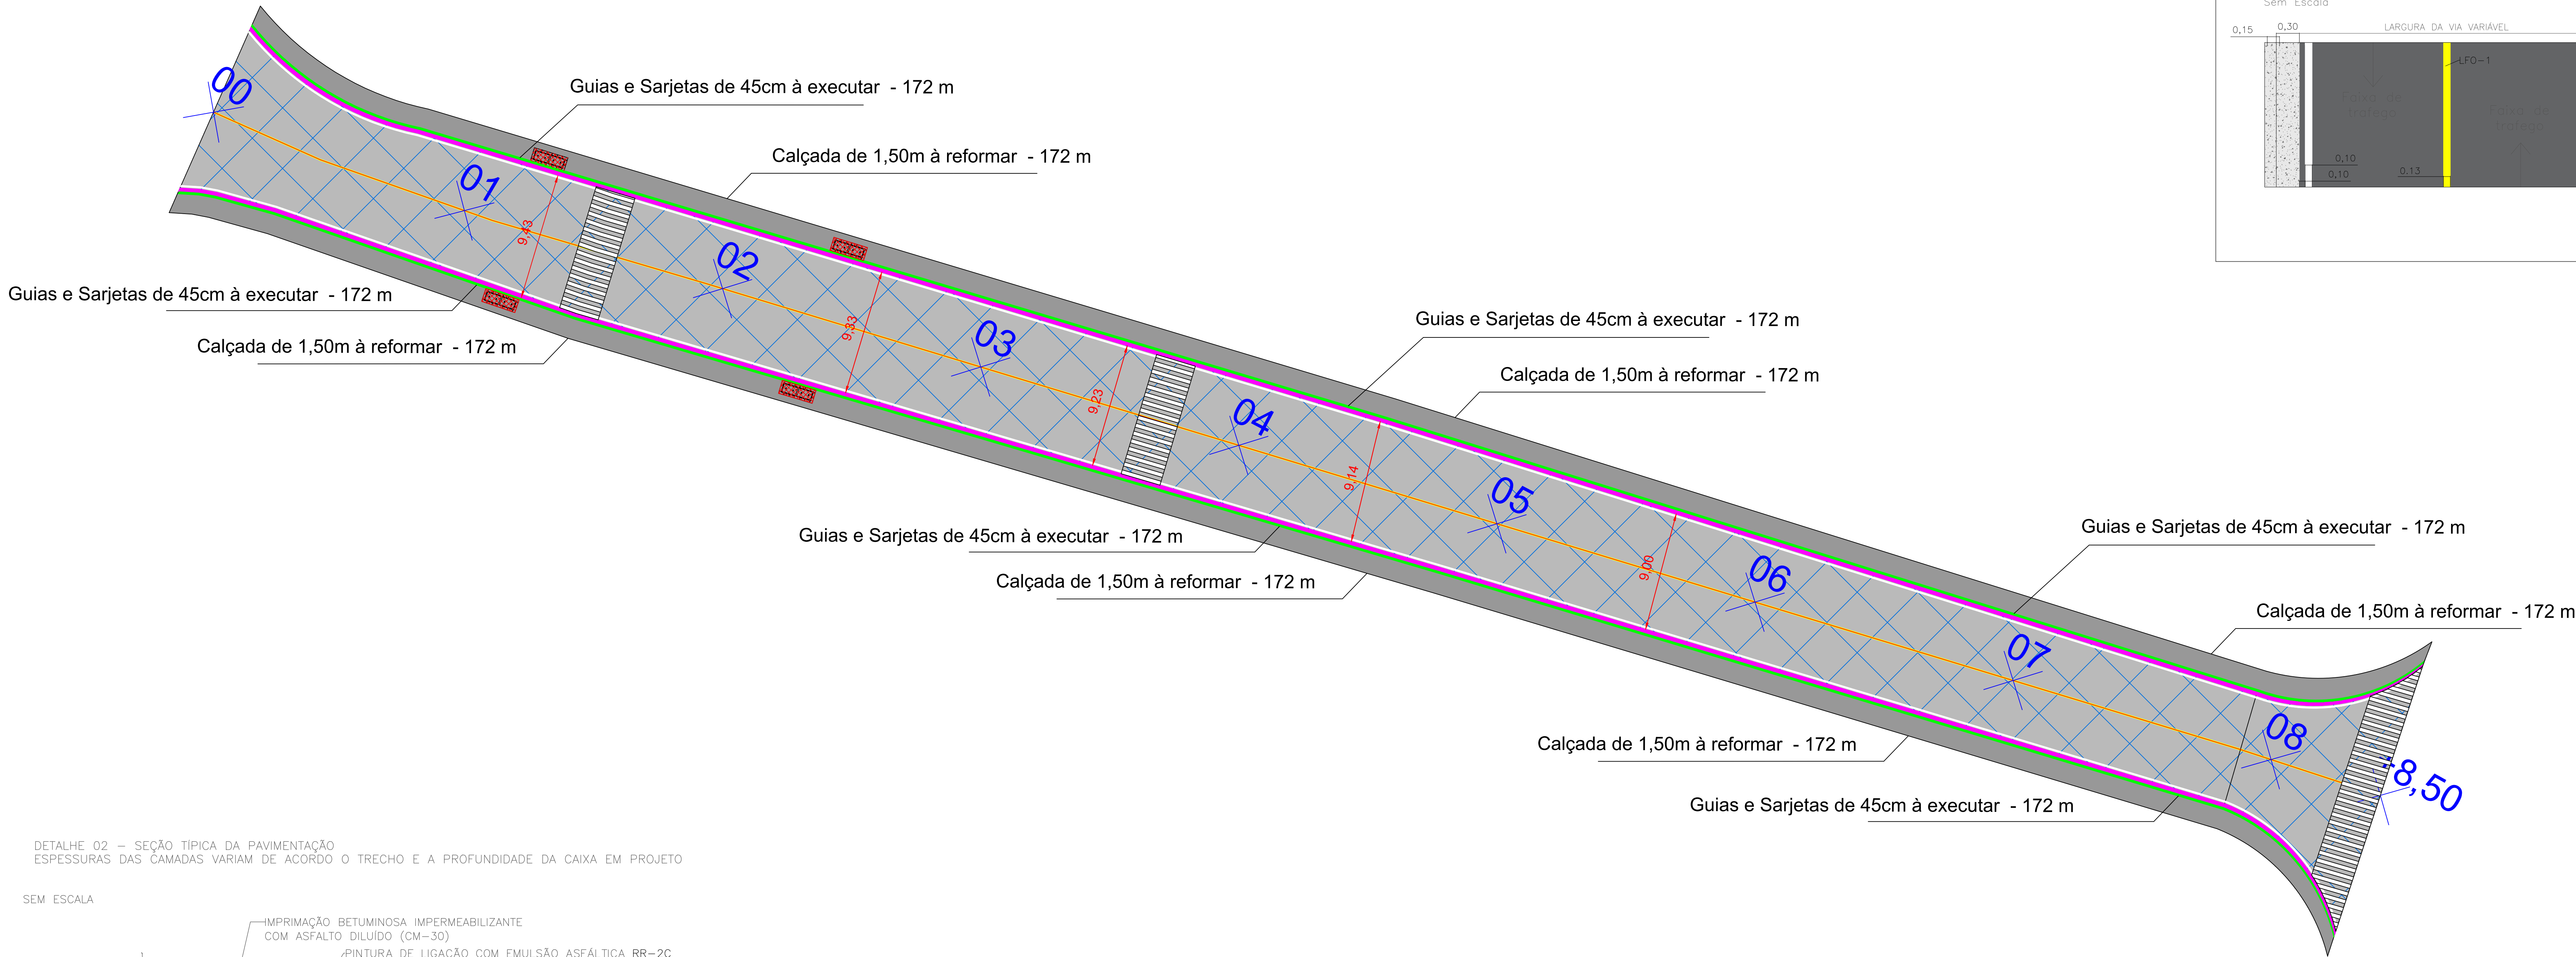 Sem Escala
0,15
0,30
LARGURA DA VIA VARIÁVEL
LFO-1
Faixa de
tráfego
Faixa de
tráfego
0,10
0,10
0.13
00
Guias e Sarjetas de 45cm à executar - 172 m
Calçada de 1,50m à reformar - 172 m
01
9,43
02
Guias e Sarjetas de 45cm à executar - 172 m
Calçada de 1,50m à reformar - 172 m
9,33
03
9,23
Guias e Sarjetas de 45cm à executar - 172 m
Calçada de 1,50m à reformar - 172 m
04
9,14
05
Guias e Sarjetas de 45cm à executar - 172 m
Calçada de 1,50m à reformar - 172 m
9,00
06
Guias e Sarjetas de 45cm à executar - 172 m
Calçada de 1,50m à reformar - 172 m
07
08
+8,50
Calçada de 1,50m à reformar - 172 m
Guias e Sarjetas de 45cm à executar - 172 m
DETALHE 02 – SEÇÃO TÍPICA DA PAVIMENTAÇÃO
ESPESSURAS DAS CAMADAS VARIAM DE ACORDO O TRECHO E A PROFUNDIDADE DA CAIXA EM PROJETO
SEM ESCALA
IMPRIMAÇÃO BETUMINOSA IMPERMEABILIZANTE
COM ASFALTO DILUÍDO (CM-30)
PINTURA DE LIGAÇÃO COM EMULSÃO ASFÁLTICA RR-2C